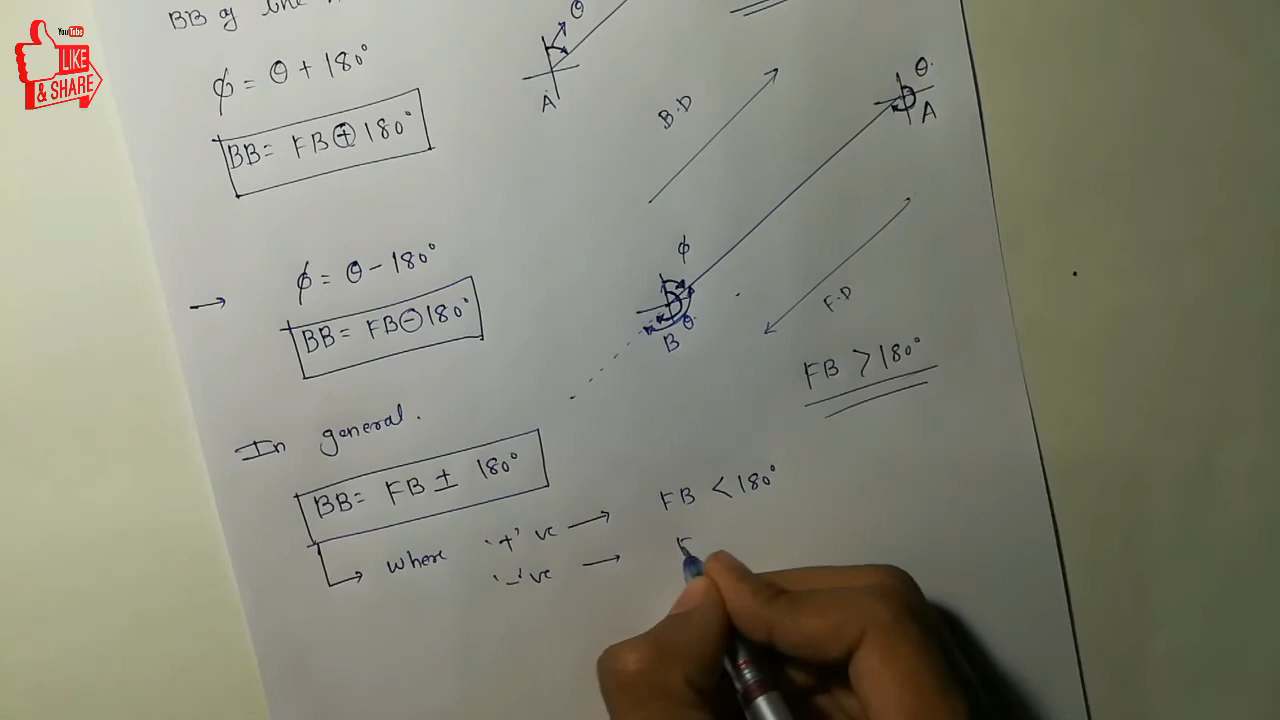 YouTube
LIKE
& SHARE
BB of the
ϕ = θ + 180°
BB = FB ⊕ 180°
θ
A
B.D
θ.
A
→ ϕ = θ - 180°
BB = FB ⊖ 180°
ϕ
θ
B
F.D
FB > 180°
In general.
BB = FB ± 180°
where '+' ve → FB < 180°
'-' ve → F